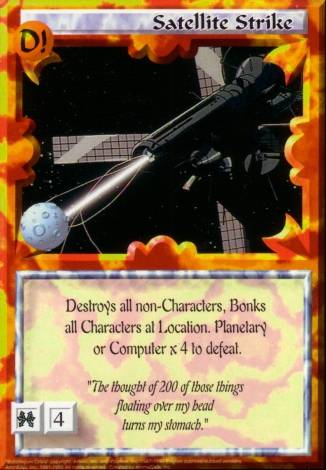 Satellite Strike
D!
Destroys all non-Characters, Bonks
all Characters at Location. Planetary
or Computer x 4 to defeat.
"The thought of 200 of those things
floating over my head
turns my stomach."
4